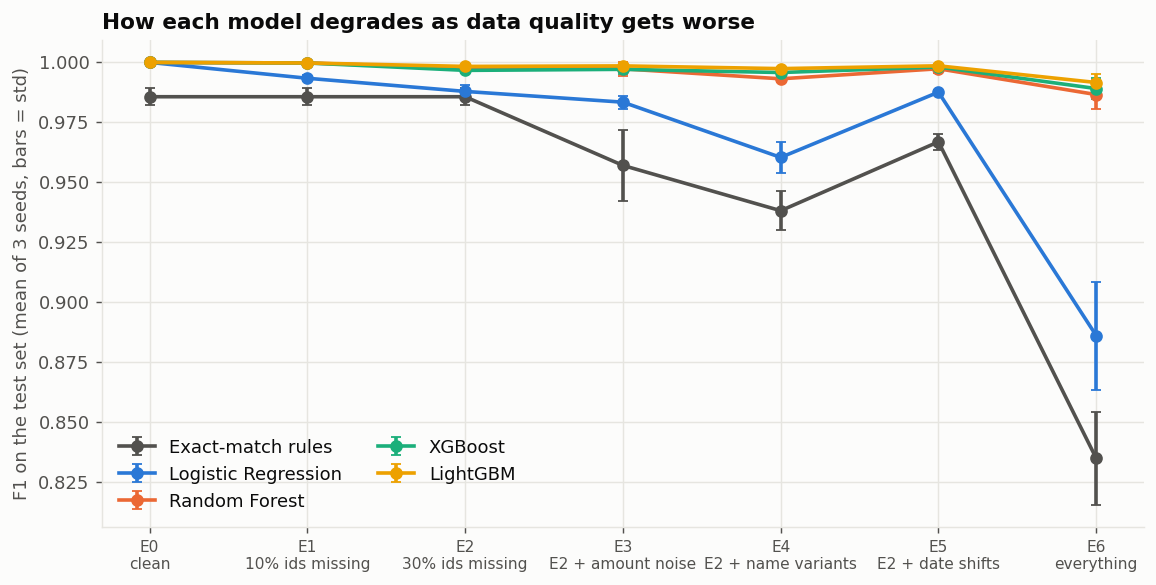 How each model degrades as data quality gets worse
F1 on the test set (mean of 3 seeds, bars = std)
1.000
0.975
0.950
0.925
0.900
0.875
0.850
0.825
Exact-match rules
Logistic Regression
Random Forest
XGBoost
LightGBM
E0
clean
E1
10% ids missing
E2
30% ids missing
E3
E2 + amount noise
E4
E2 + name variants
E5
E2 + date shifts
E6
everything